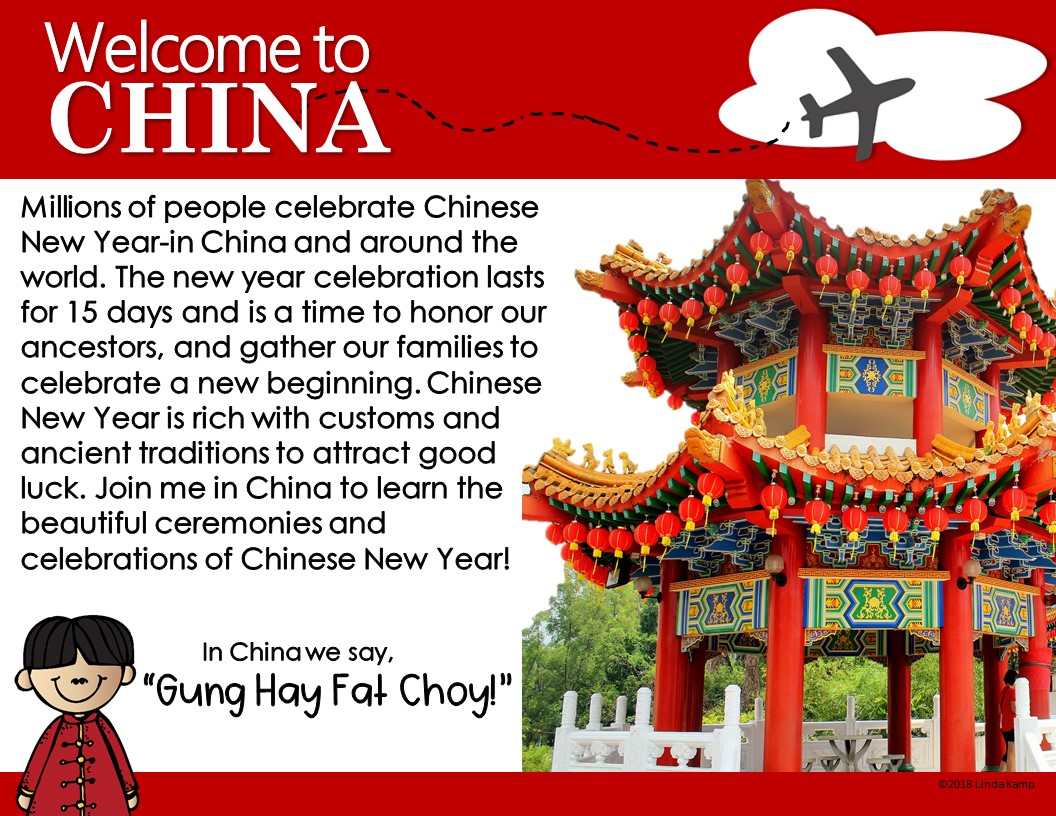 Welcome to
CHINA
Millions of people celebrate Chinese
New Year-in China and around the
world. The new year celebration lasts
for 15 days and is a time to honor our
ancestors, and gather our families to
celebrate a new beginning. Chinese
New Year is rich with customs and
ancient traditions to attract good
luck. Join me in China to learn the
beautiful ceremonies and
celebrations of Chinese New Year!
In China we say,
“Gung Hay Fat Choy!”
©2018 Linda Kamp